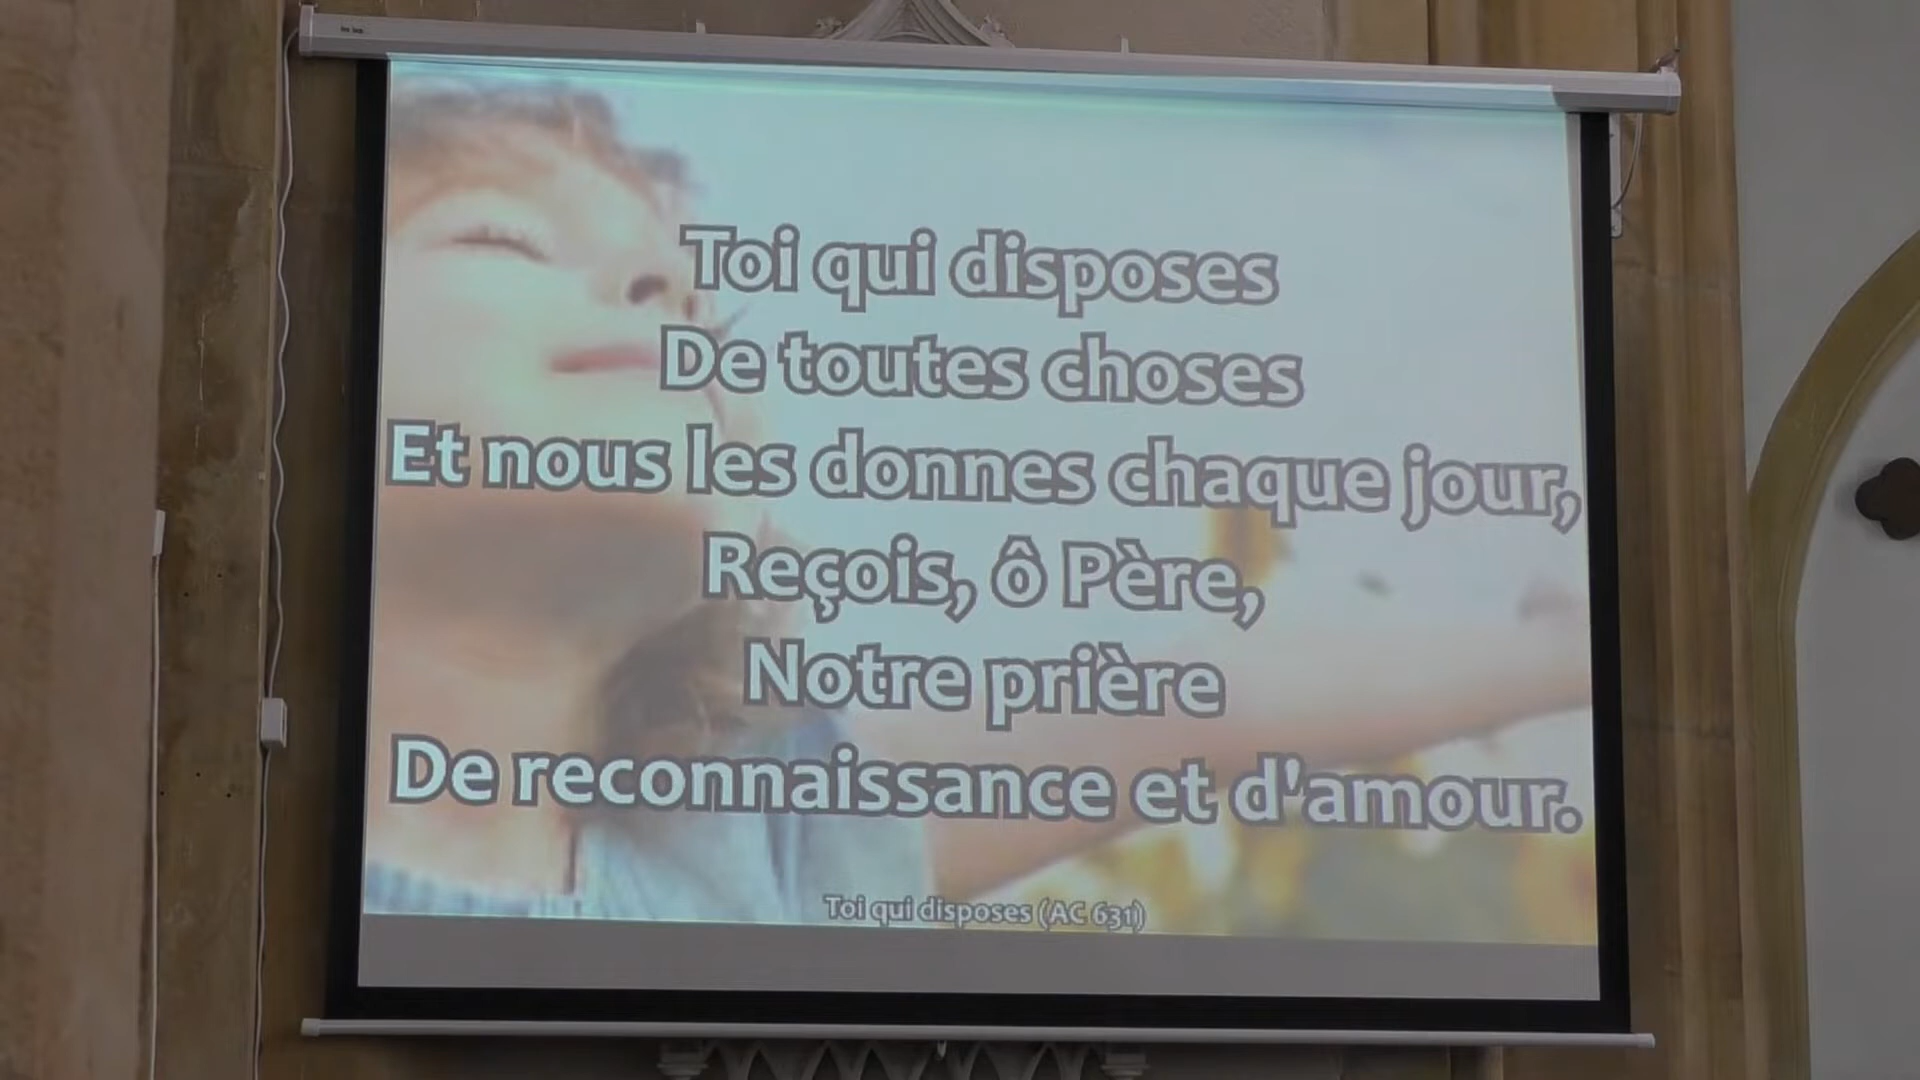 Toi qui disposes
De toutes choses
Et nous les donnes chaque jour,
Reçois, ô Père,
Notre prière
De reconnaissance et d'amour.
Toi qui disposes (AC 631)